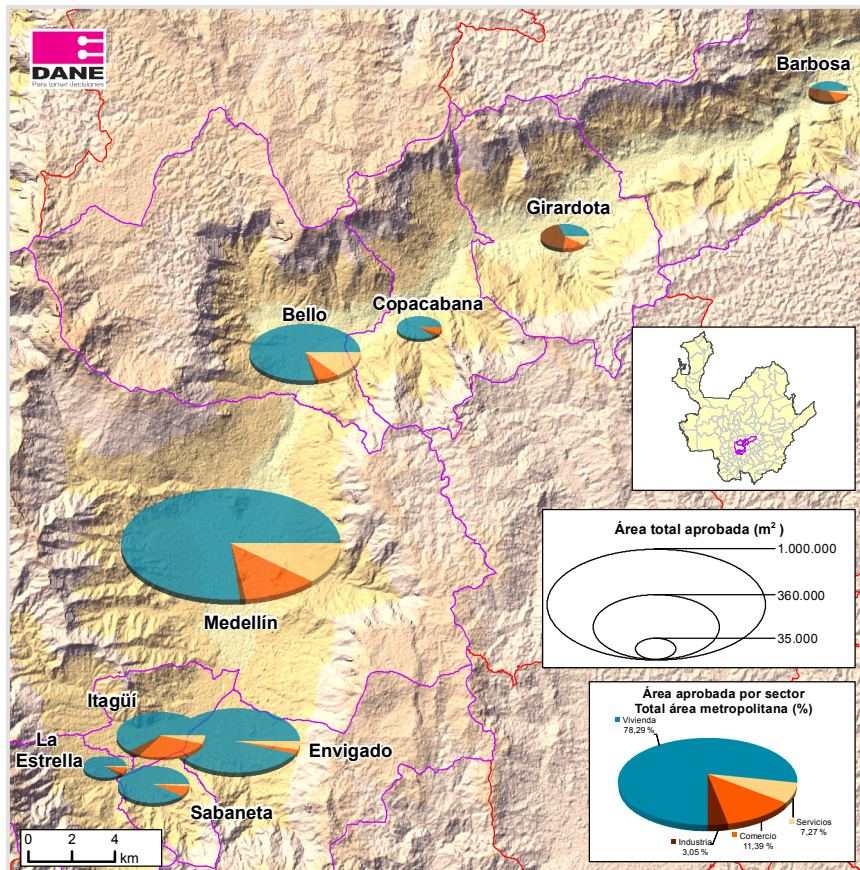 DANE
Para tomar decisiones
Barbosa
Girardota
Copacabana
Bello
Medellín
Itagüí
La
Estrella
Envigado
Sabaneta
0 2 4
km
Área total aprobada (m²)
1.000.000
360.000
35.000
Área aprobada por sector
Total área metropolitana (%)
Vivienda
78,29 %
Servicios
7,27 %
Comercio
11,39 %
Industria
3,05 %